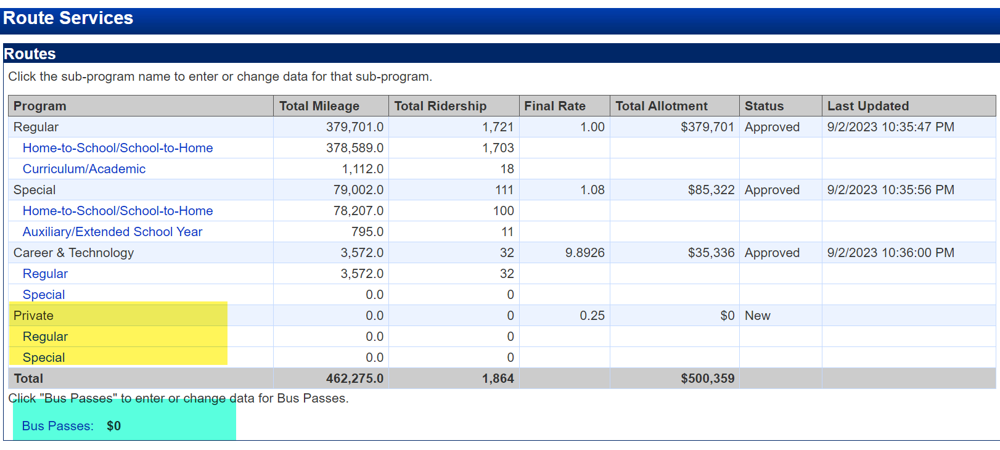 Route Services
Routes
Click the sub-program name to enter or change data for that sub-program.
Program Total Mileage Total Ridership Final Rate Total Allotment Status Last Updated
Regular 379,701.0 1,721 1.00 $379,701 Approved 9/2/2023 10:35:47 PM
Home-to-School/School-to-Home 378,589.0 1,703
Curriculum/Academic 1,112.0 18
Special 79,002.0 111 1.08 $85,322 Approved 9/2/2023 10:35:56 PM
Home-to-School/School-to-Home 78,207.0 100
Auxiliary/Extended School Year 795.0 11
Career & Technology 3,572.0 32 9.8926 $35,336 Approved 9/2/2023 10:36:00 PM
Regular 3,572.0 32
Special 0.0 0
Private 0.0 0 0.25 $0 New
Regular 0.0 0
Special 0.0 0
Total 462,275.0 1,864 $500,359
Click "Bus Passes" to enter or change data for Bus Passes.
Bus Passes: $0